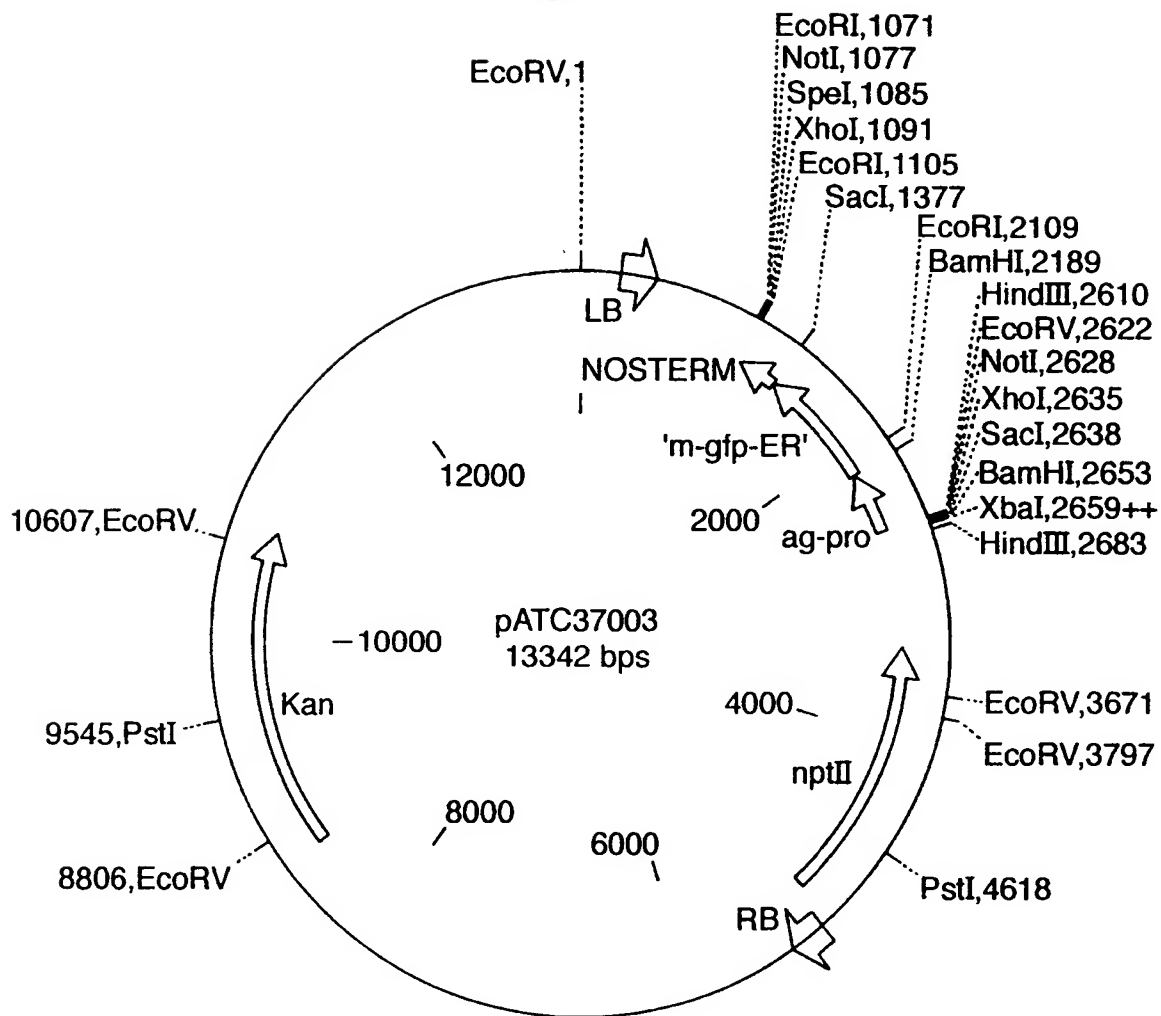 EcoRV,1
EcoRI,1071
NotI,1077
SpeI,1085
XhoI,1091
EcoRI,1105
SacI,1377
EcoRI,2109
BamHI,2189
HindIII,2610
EcoRV,2622
NotI,2628
XhoI,2635
SacI,2638
BamHI,2653
XbaI,2659++
HindIII,2683
LB
NOSTERM
'm-gfp-ER'
ag-pro
12000
2000
10607,EcoRV
pATC37003
13342 bps
10000
Kan
4000
EcoRV,3671
EcoRV,3797
9545,PstI
nptII
8000
6000
8806,EcoRV
PstI,4618
RB